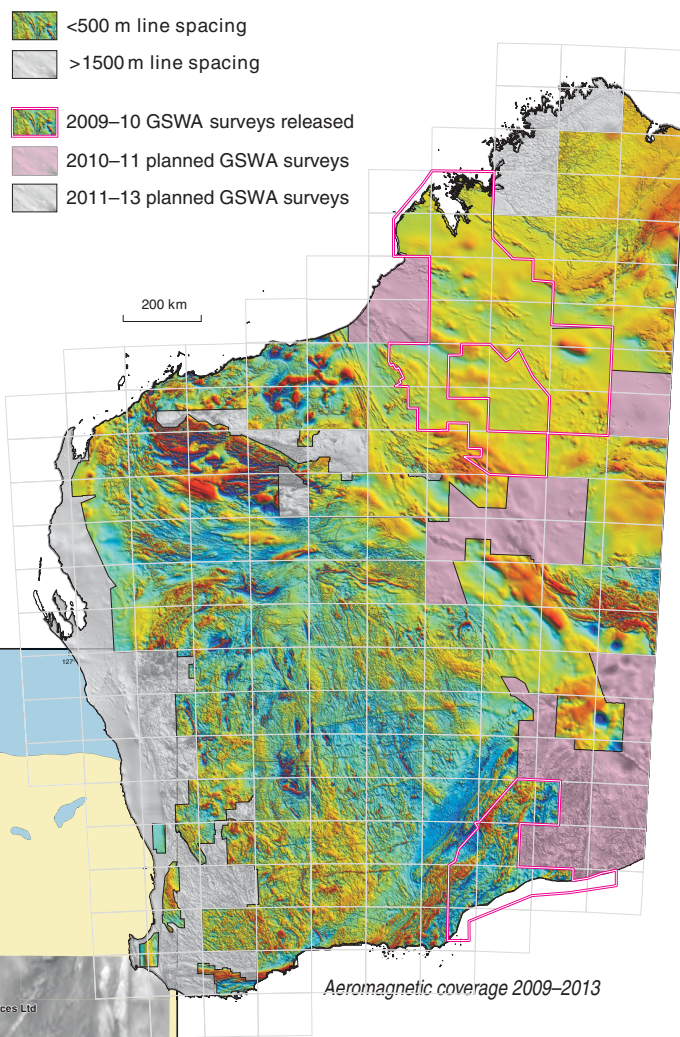 <500 m line spacing
>1500 m line spacing
2009–10 GSWA surveys released
2010–11 planned GSWA surveys
2011–13 planned GSWA surveys
200 km
127°
Aeromagnetic coverage 2009–2013
ces Ltd